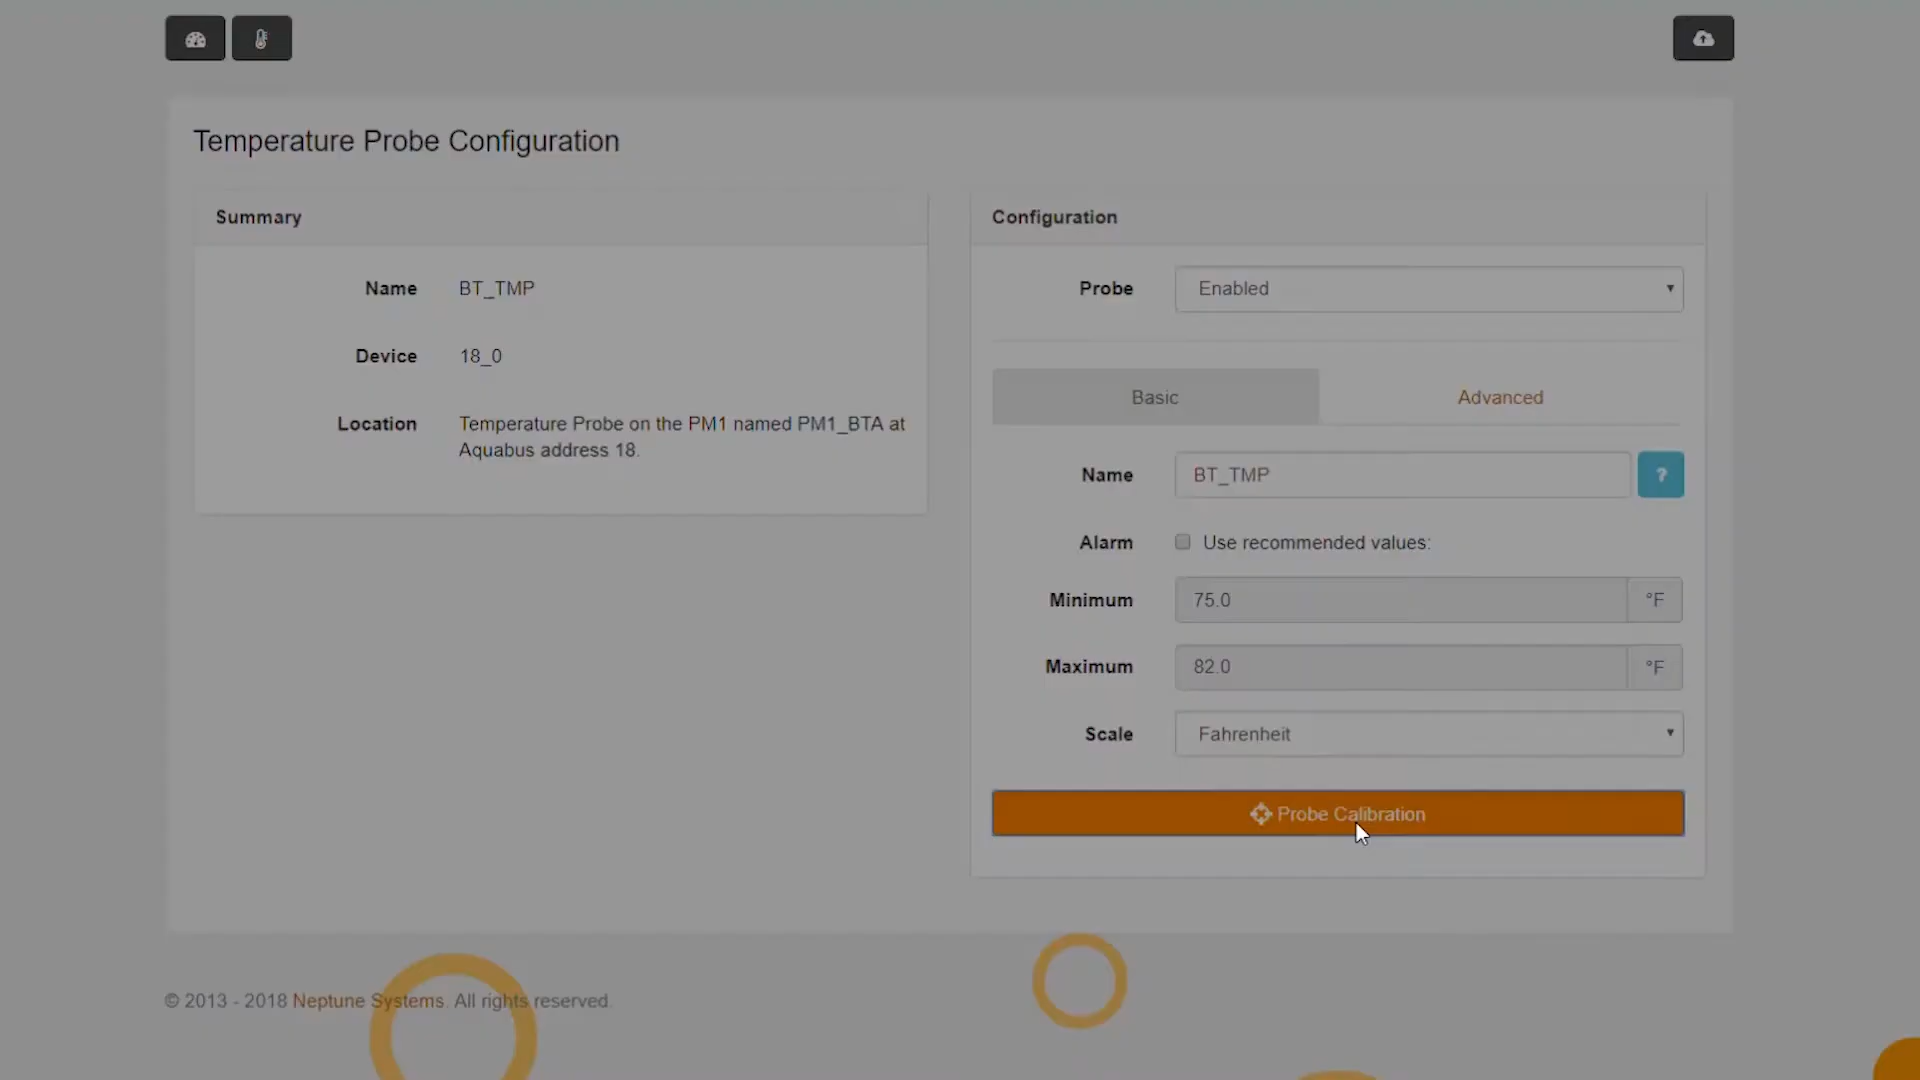 Temperature Probe Configuration
Summary
Name BT_TMP
Device 18_0
Location Temperature Probe on the PM1 named PM1_BTA at
Aquabus address 18.
Configuration
Probe Enabled
Basic Advanced
Name BT_TMP ?
Alarm Use recommended values:
Minimum 75.0 °F
Maximum 82.0 °F
Scale Fahrenheit
Probe Calibration
© 2013 - 2018 Neptune Systems. All rights reserved.